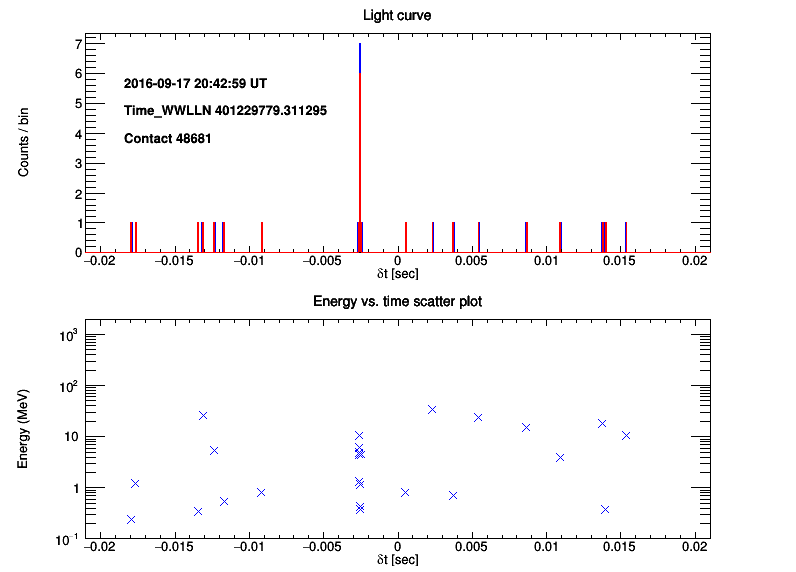 Light curve
7
6
5
4
3
2
1
0
Counts / bin
2016-09-17 20:42:59 UT
Time_WWLLN 401229779.311295
Contact 48681
−0.02 −0.015 −0.01 −0.005 0 0.005 0.01 0.015 0.02
δt [sec]
Energy vs. time scatter plot
10³
10²
10
1
10⁻¹
Energy (MeV)
−0.02 −0.015 −0.01 −0.005 0 0.005 0.01 0.015 0.02
δt [sec]